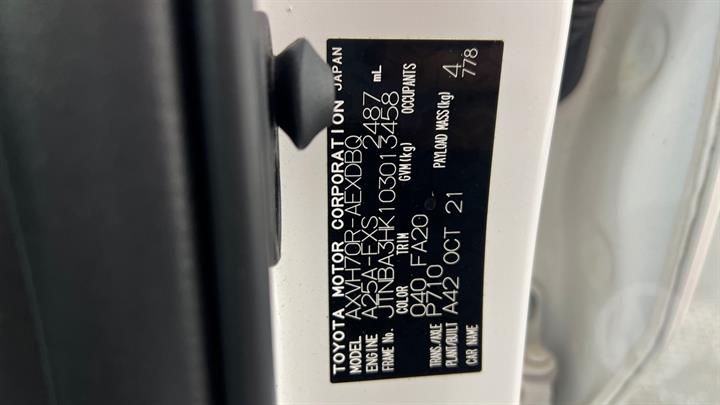 TOYOTA MOTOR CORPORATION JAPAN
MODEL AXVH70R-AEXDBQ
ENGINE A25A-FXS 2487 mL
FRAME No. JTNBA3HK103013458
COLOR TRIM GVM(kg) OCCUPANTS
040 FA20
TRANS./AXLE P710 PAYLOAD MASS(kg) 4
PLANT/BUILT A42 OCT 21 778
CAR NAME